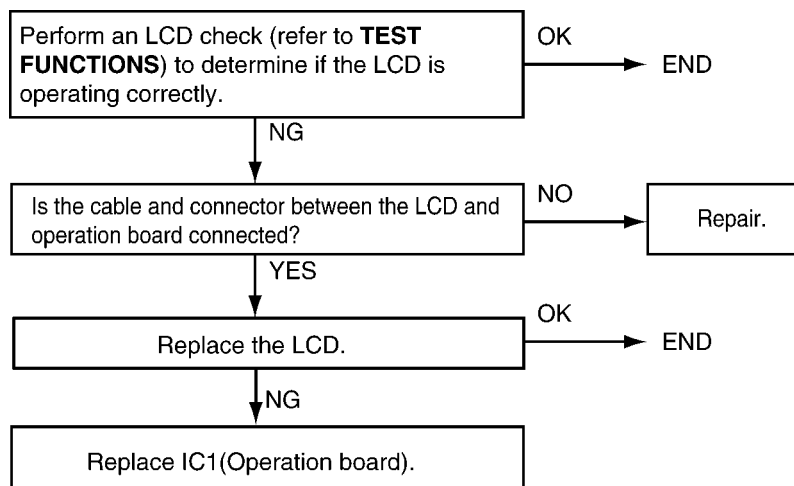 Perform an LCD check (refer to TEST
FUNCTIONS) to determine if the LCD is
operating correctly.
OK
END
NG
Is the cable and connector between the LCD and
operation board connected?
NO
Repair.
YES
Replace the LCD.
OK
END
NG
Replace IC1(Operation board).